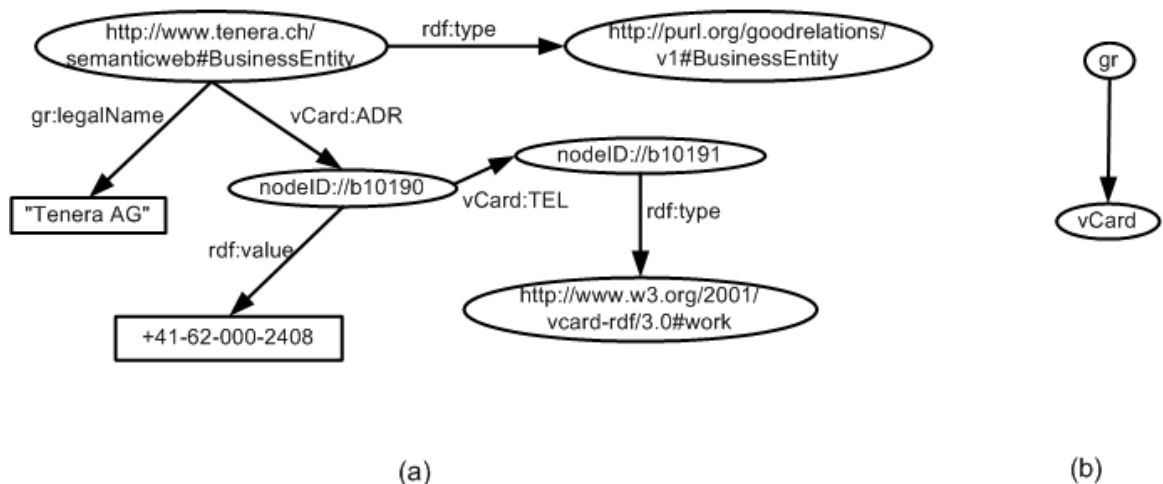 http://www.tenera.ch/
semanticweb#BusinessEntity
rdf:type
http://purl.org/goodrelations/
v1#BusinessEntity
gr
gr:legalName
vCard:ADR
nodeID://b10191
nodeID://b10190
vCard:TEL
"Tenera AG"
rdf:type
vCard
rdf:value
http://www.w3.org/2001/
vcard-rdf/3.0#work
+41-62-000-2408
(a)
(b)